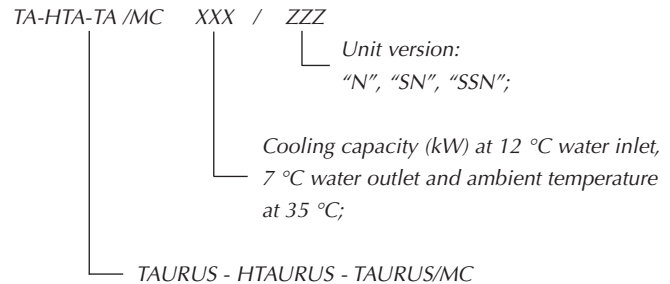 TA-HTA-TA /MC XXX / ZZZ
Unit version:
“N”, “SN”, “SSN”;
Cooling capacity (kW) at 12 °C water inlet,
7 °C water outlet and ambient temperature
at 35 °C;
TAURUS - HTAURUS - TAURUS/MC